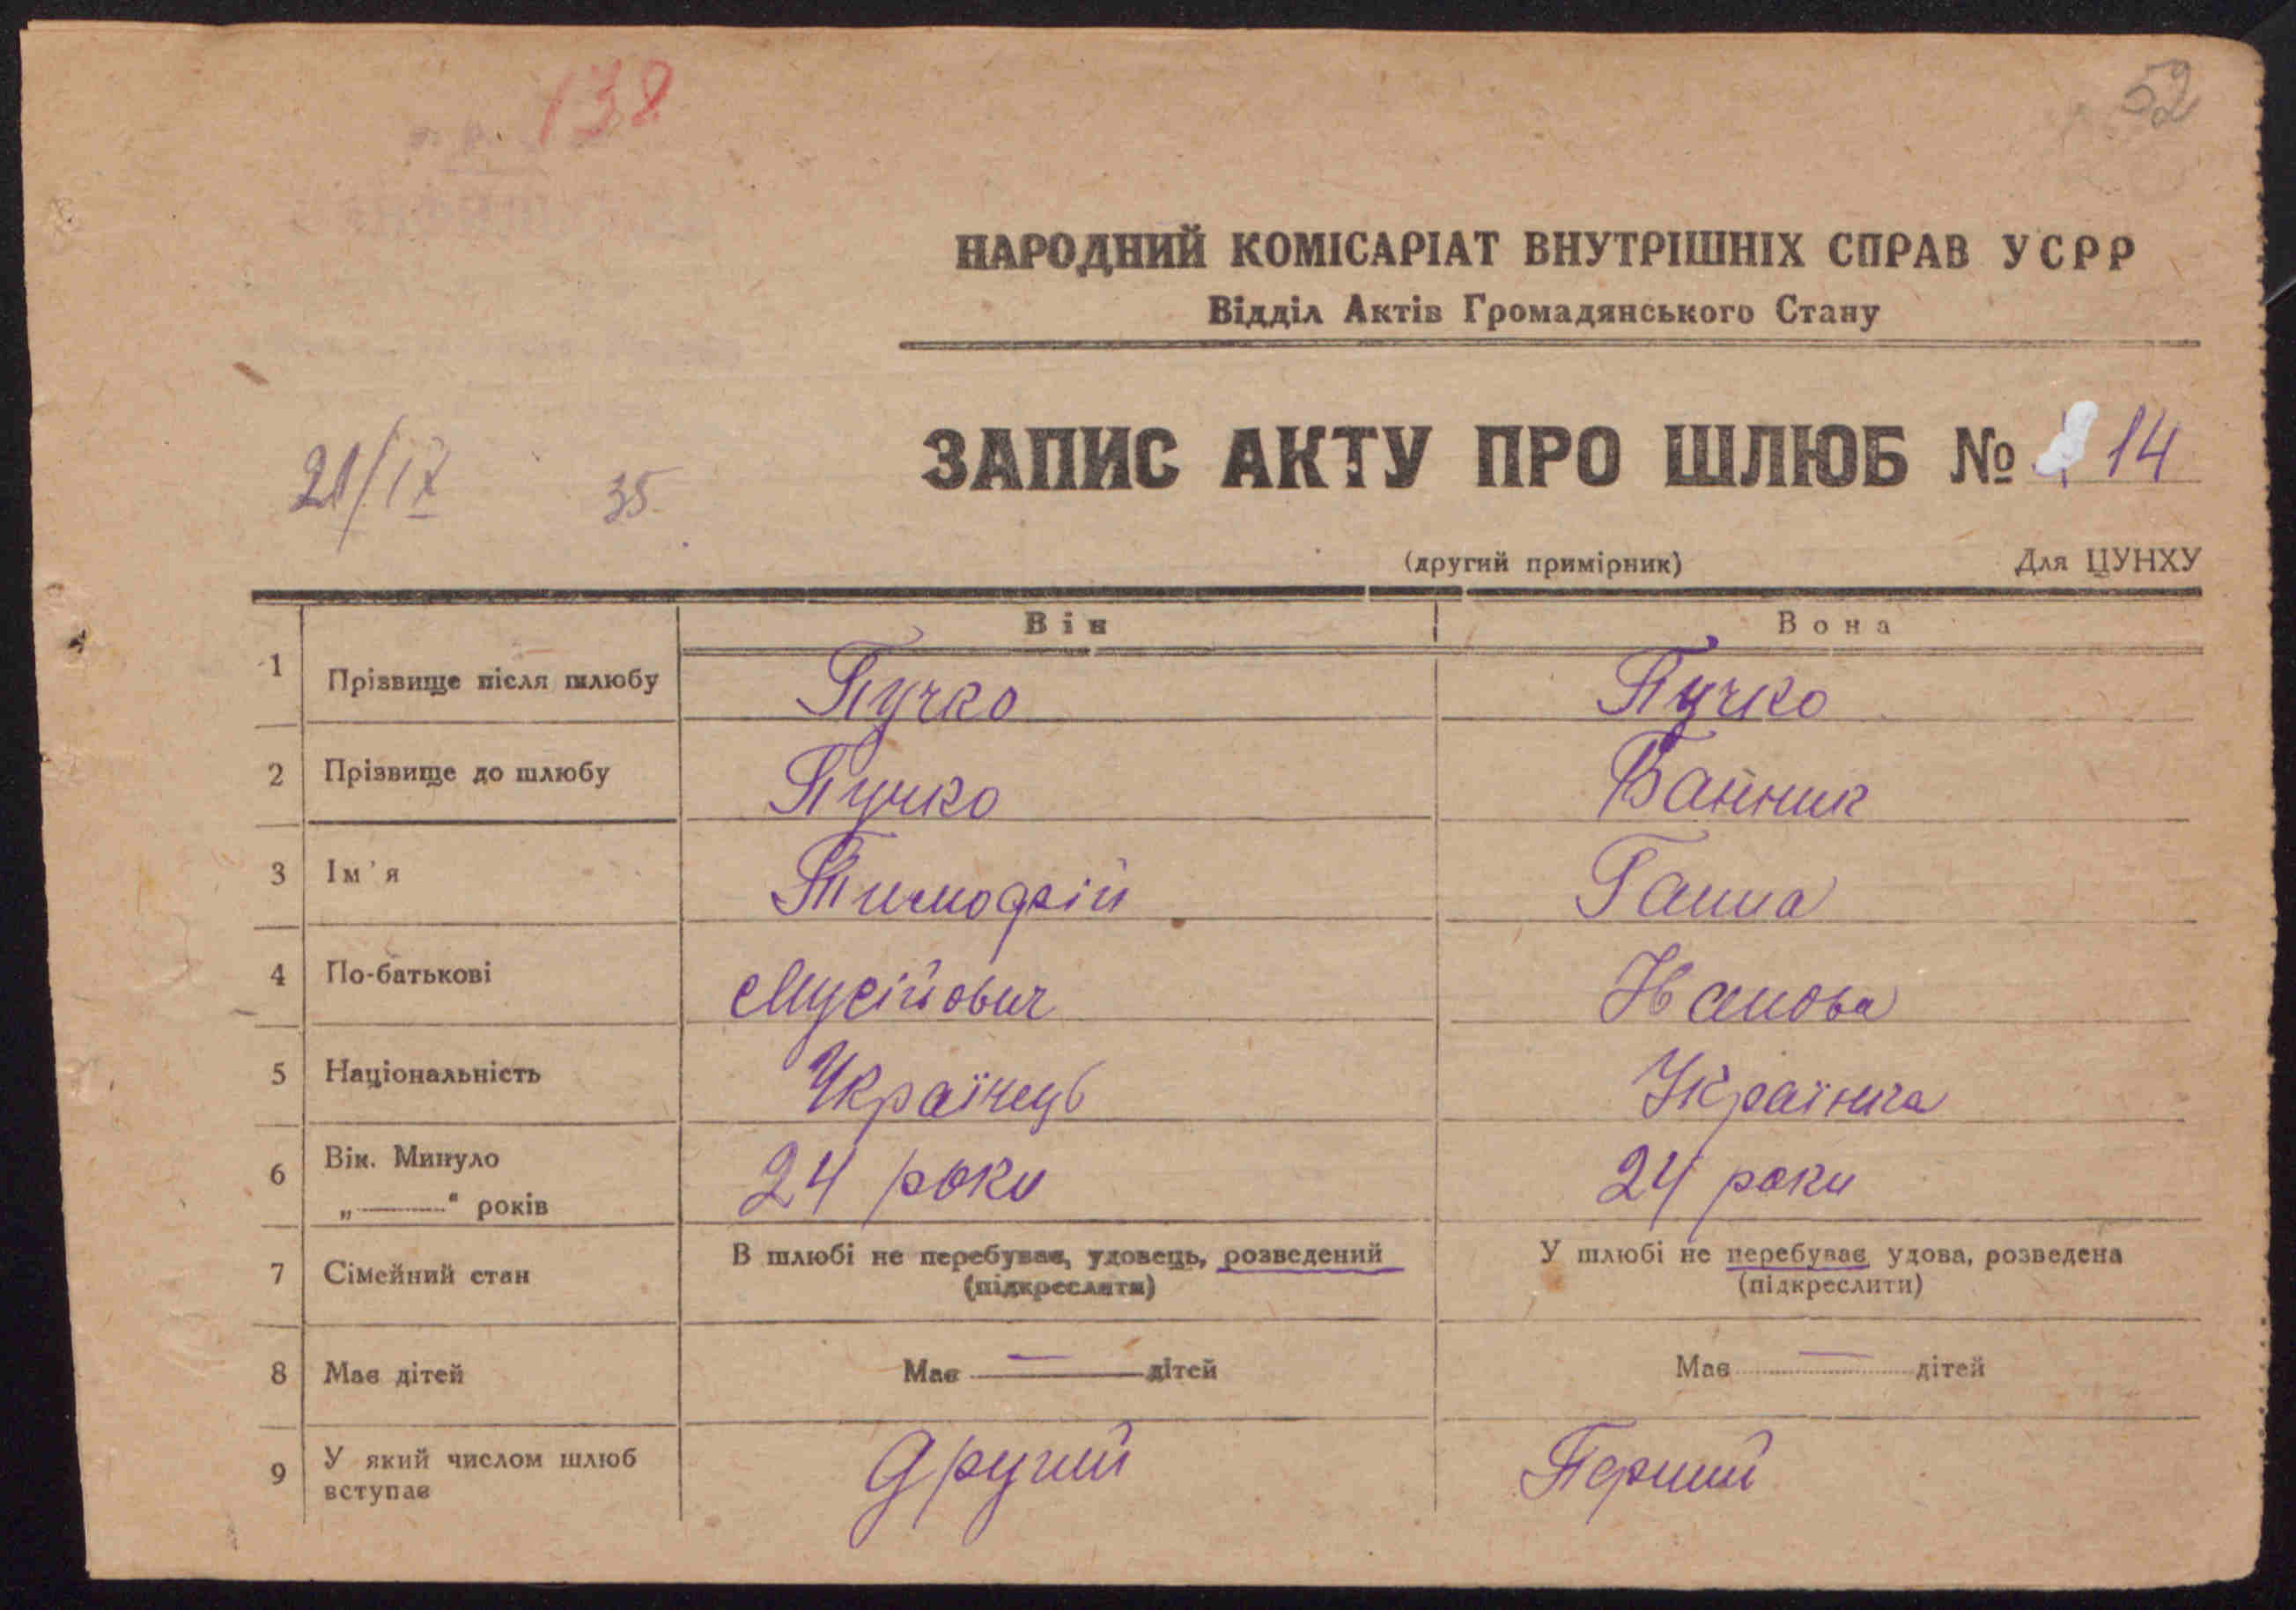 138
52
НАРОДНИЙ КОМІСАРІАТ ВНУТРІШНІХ СПРАВ УСРР
Відділ Актів Громадянського Стану
21/IX 35
ЗАПИС АКТУ ПРО ШЛЮБ № 14
(другий примірник) Для ЦУНХУ
Він Вона
1 Прізвище після шлюбу Пучко Пучко
2 Прізвище до шлюбу Пучко Банник
3 Ім'я Тимофій Ганна
4 По-батькові Мусійович Іванова
5 Національність Українець Українка
6 Вік. Минуло 24 роки 24 роки
„ “ років
7 Сімейний стан В шлюбі не перебуває, удовець, розведений У шлюбі не перебуває удова, розведена
(підкреслити) (підкреслити)
8 Має дітей Має — дітей Має — дітей
9 У який числом шлюб Другий Перший
вступає